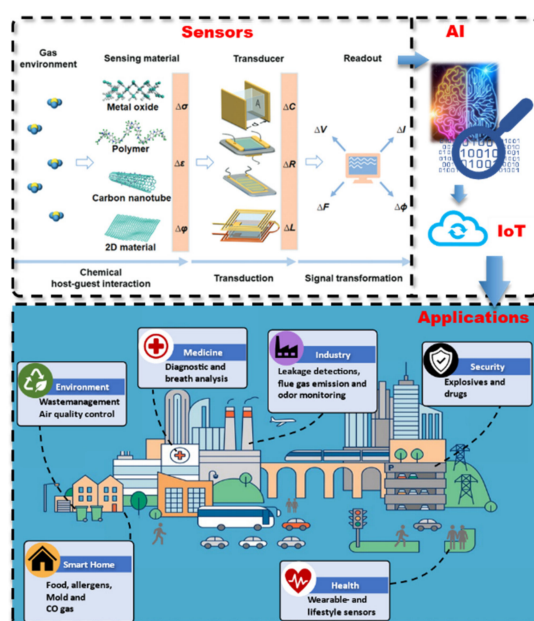 Sensors
AI
Gas
environment
Sensing material
Transducer
Readout
Metal oxide
Polymer
Carbon nanotube
2D material
Δσ
Δε
Δφ
A
ΔC
ΔR
ΔL
ΔV
ΔI
ΔF
Δϕ
Chemical
host-guest interaction
Transduction
Signal transformation
IoT
Applications
Environment
Wastemanagement
Air quality control
Medicine
Diagnostic and
breath analysis
Industry
Leakage detections,
flue gas emission and
odor monitoring
Security
Explosives and
drugs
P
Smart Home
Food, allergens,
Mold and
CO gas
Health
Wearable- and
lifestyle sensors